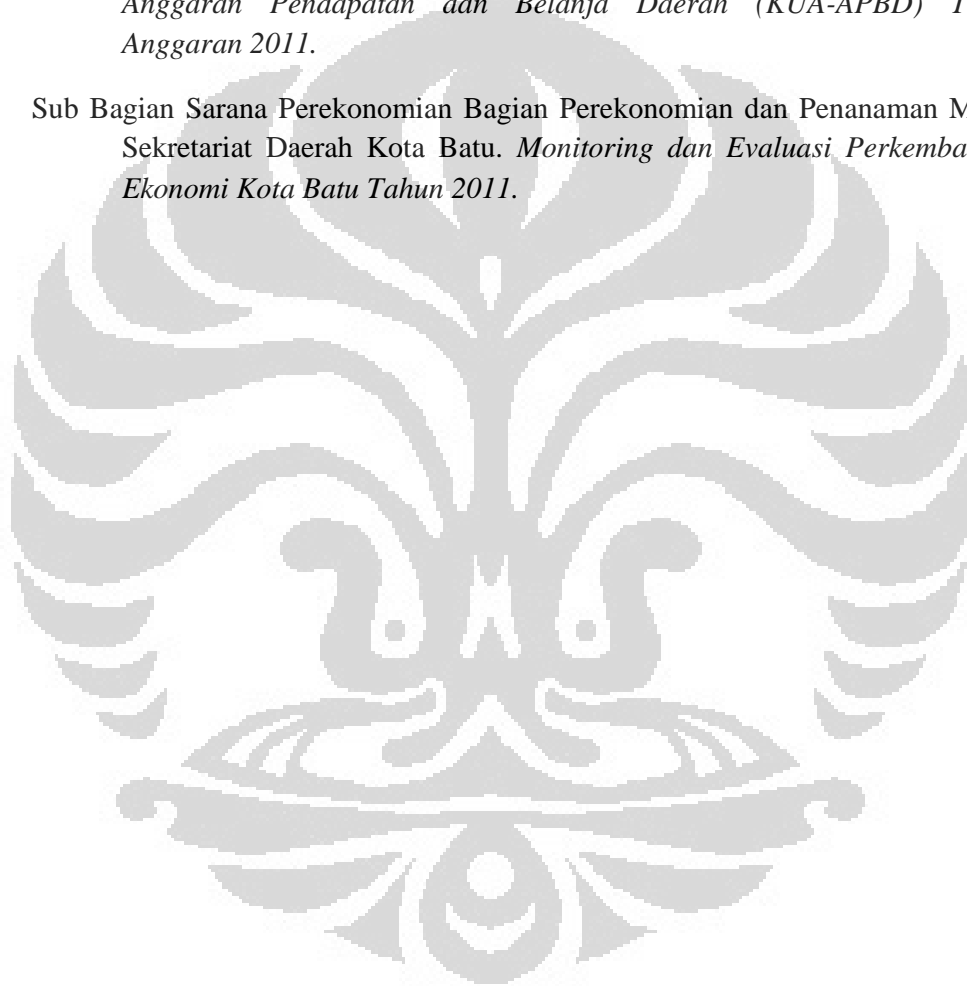 Anggaran Pendapatan dan Belanja Daerah (KUA-APBD) T
Anggaran 2011.
Sub Bagian Sarana Perekonomian Bagian Perekonomian dan Penanaman M
Sekretariat Daerah Kota Batu. Monitoring dan Evaluasi Perkemba
Ekonomi Kota Batu Tahun 2011.